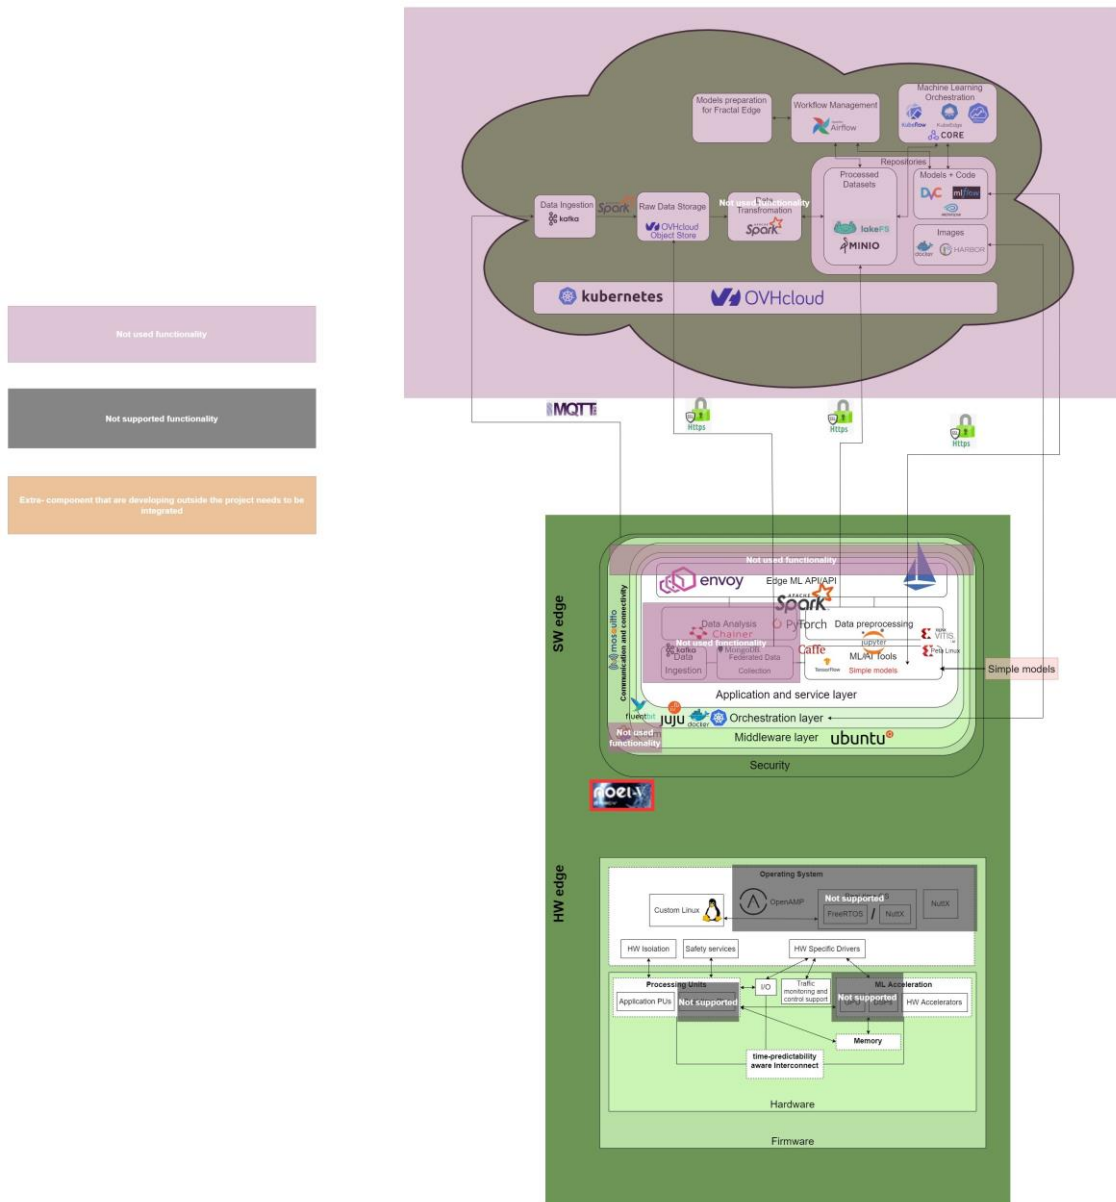 Machine Learning
Orchestration
Models preparation
for Fractal Edge
Workflow Management
Airflow
Kubeflow
KubeEdge
CORE
Repositories
Processed
Datasets
Models + Code
DVC
mlflow
Data Ingestion
kafka
Spark
Raw Data Storage
OVHcloud
Object Store
Not used functionality
Transfromation
APACHE
Spark
lakeFS
MINIO
Images
docker
HARBOR
kubernetes
OVHcloud
Not used functionality
Not supported functionality
Extra- component that are developing outside the project needs to be
integrated
MQTT
Https
Https
Https
SW edge
Not used functionality
envoy
Edge ML API/API
APACHE
Spark
mosquitto
Communication and connectivity
Data Analysis
Chainer
PyTorch
Data preprocessing
jupyter
VITIS
Not used functionality
kafka
MongoDB
Caffe
Data
Ingestion
Federated Data
Collection
ML/AI Tools
TensorFlow
Simple models
Peta Linux
Simple models
Application and service layer
fluentbit
juju
docker
Orchestration layer
Not used
functionality
Middleware layer
ubuntu
Security
noel-v
HW edge
Operating System
Custom Linux
OpenAMP
Not supported
FreeRTOS
/
NuttX
NuttX
HW Isolation
Safety services
HW Specific Drivers
Processing Units
Application PUs
Not supported
I/O
Traffic
monitoring and
control support
ML Acceleration
Not supported
HW Accelerators
Memory
time-predictability
aware interconnect
Hardware
Firmware